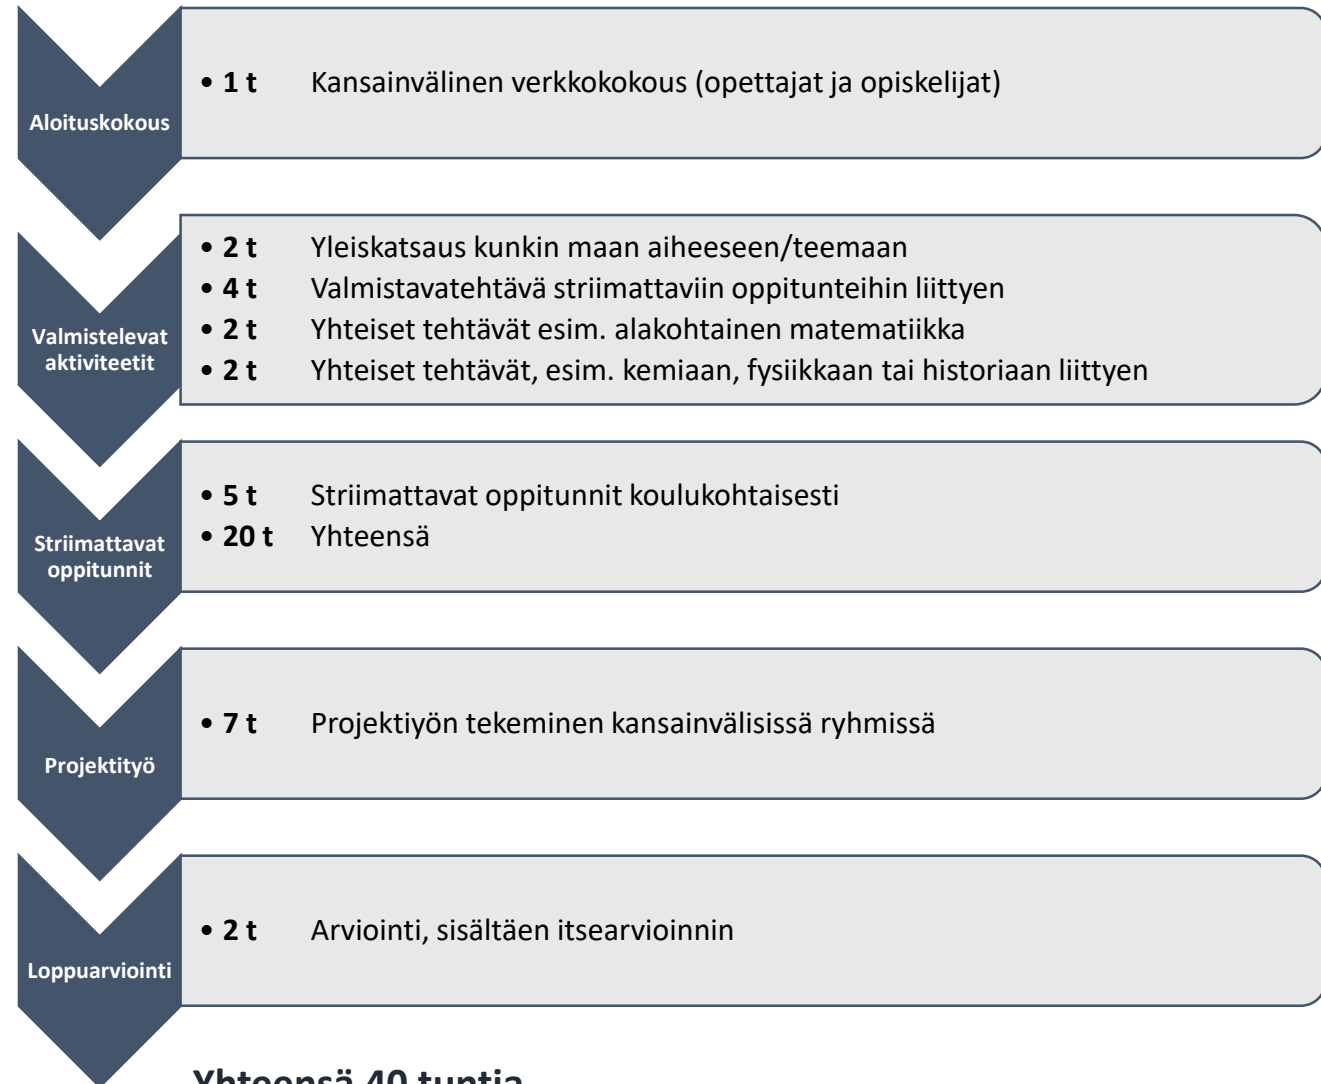 Aloituskokous
• 1 t Kansainvälinen verkkokokous (opettajat ja opiskelijat)
Valmistelevat
aktiviteetit
• 2 t Yleiskatsaus kunkin maan aiheeseen/teemaan
• 4 t Valmistavatehtävä striimattaviin oppitunteihin liittyen
• 2 t Yhteiset tehtävät esim. alakohtainen matematiikka
• 2 t Yhteiset tehtävät, esim. kemiaan, fysiikkaan tai historiaan liittyen
Striimattavat
oppitunnit
• 5 t Striimattavat oppitunnit koulukohtaisesti
• 20 t Yhteensä
Projektityö
• 7 t Projektiyön tekeminen kansainvälisissä ryhmissä
Loppuarviointi
• 2 t Arviointi, sisältäen itsearvioinnin
Yhteensä 40 tuntia